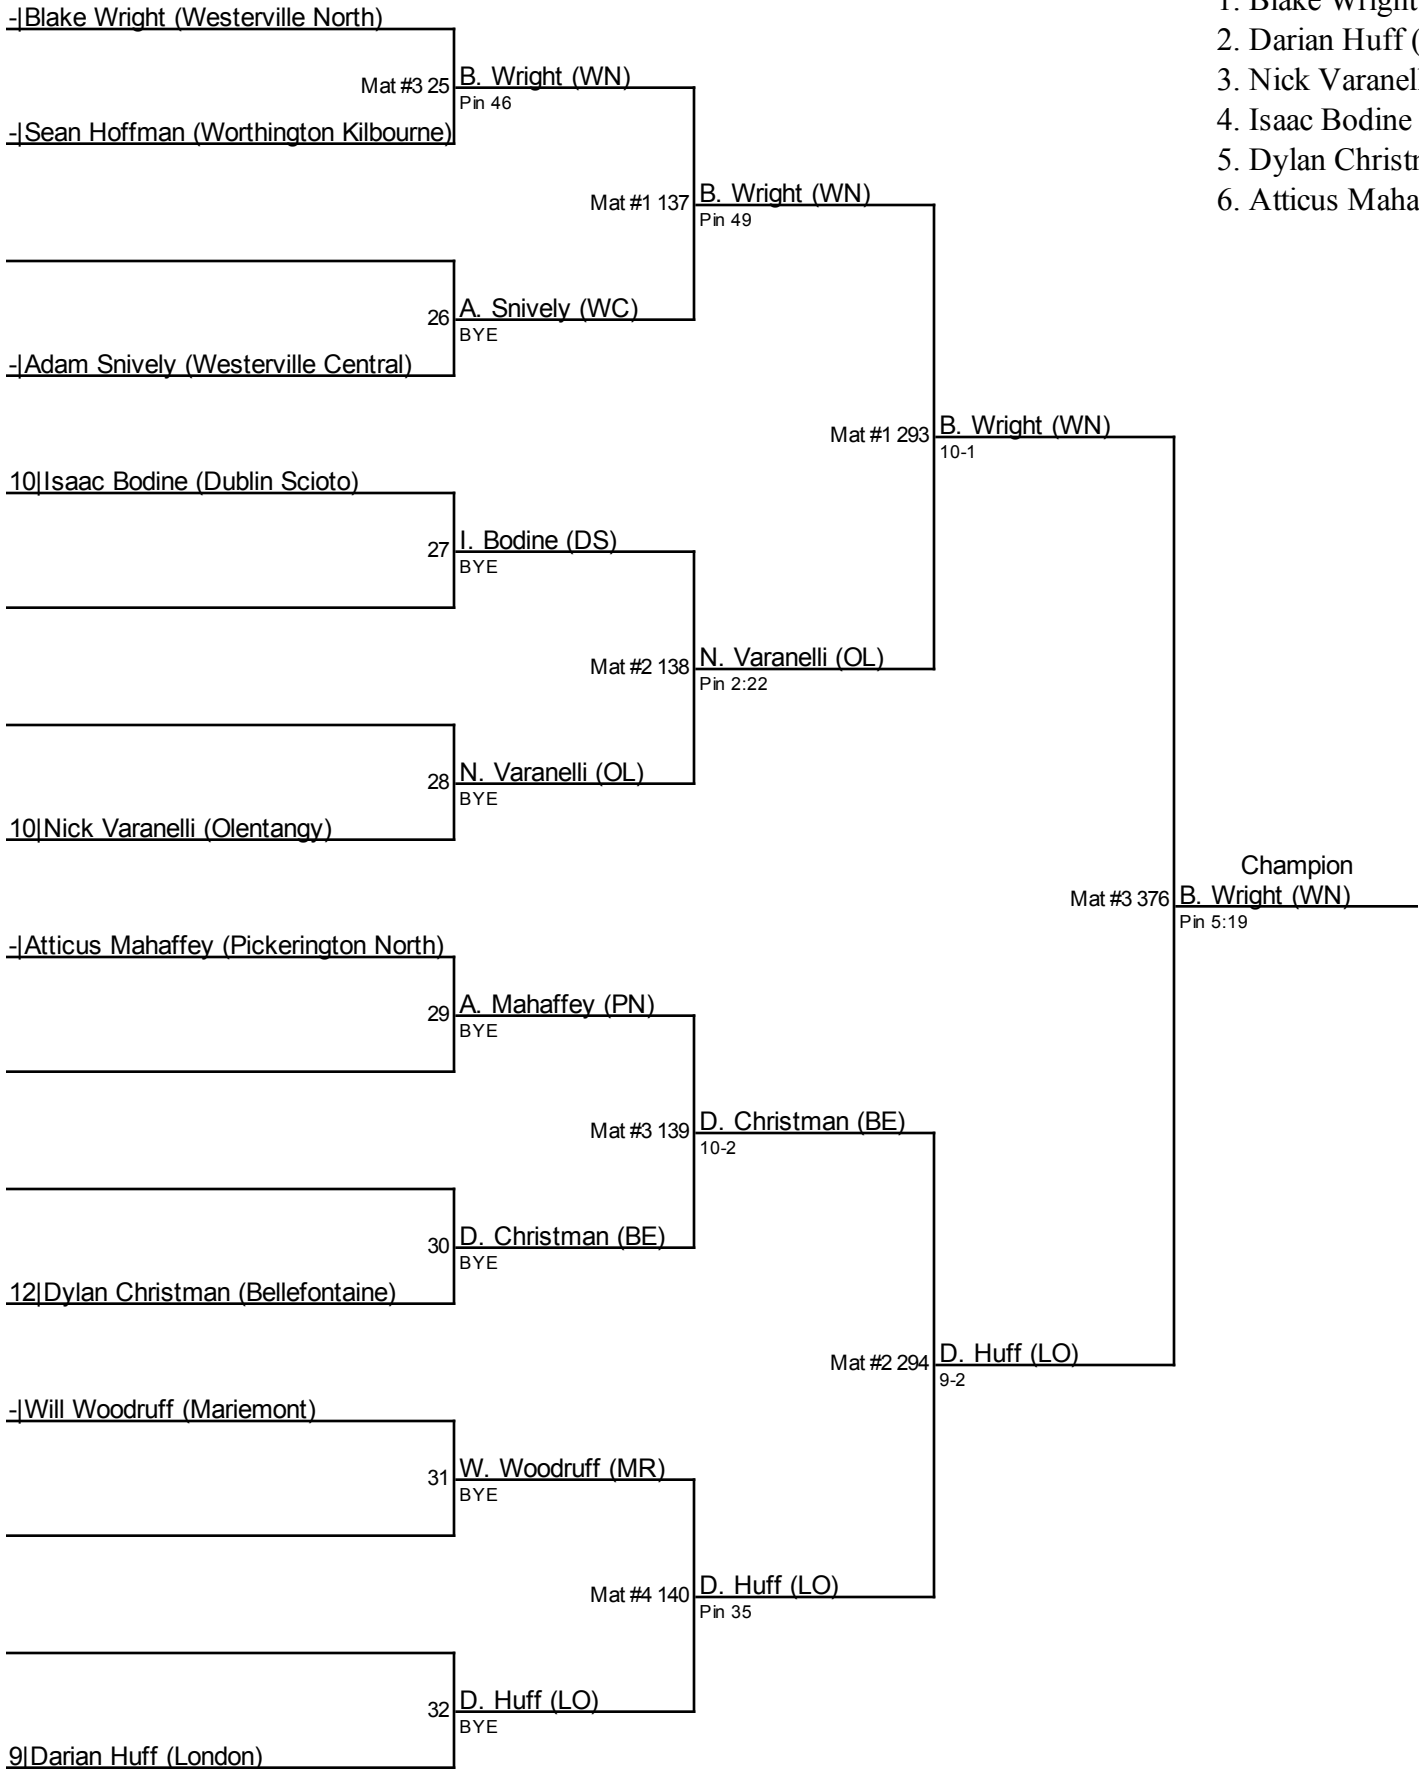 -|Blake Wright (Westerville North)
Mat #3 25
B. Wright (WN)
Pin 46
-|Sean Hoffman (Worthington Kilbourne)
Mat #1 137
B. Wright (WN)
Pin 49
26
A. Snively (WC)
BYE
-|Adam Snively (Westerville Central)
Mat #1 293
B. Wright (WN)
10-1
10|Isaac Bodine (Dublin Scioto)
27
I. Bodine (DS)
BYE
Mat #2 138
N. Varanelli (OL)
Pin 2:22
28
N. Varanelli (OL)
BYE
10|Nick Varanelli (Olentangy)
Champion
Mat #3 376
B. Wright (WN)
Pin 5:19
-|Atticus Mahaffey (Pickerington North)
29
A. Mahaffey (PN)
BYE
Mat #3 139
D. Christman (BE)
10-2
30
D. Christman (BE)
BYE
12|Dylan Christman (Bellefontaine)
Mat #2 294
D. Huff (LO)
9-2
-|Will Woodruff (Mariemont)
31
W. Woodruff (MR)
BYE
Mat #4 140
D. Huff (LO)
Pin 35
32
D. Huff (LO)
BYE
9|Darian Huff (London)
1. Blake Wright
2. Darian Huff (
3. Nick Varanel
4. Isaac Bodine
5. Dylan Christ
6. Atticus Maha